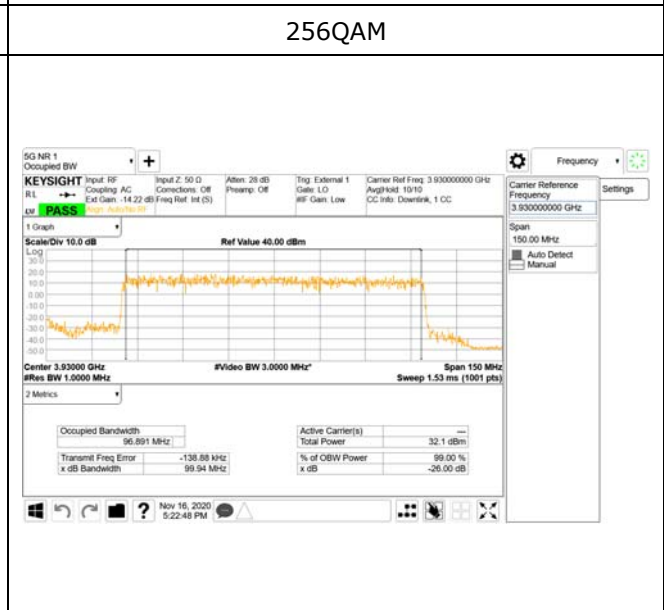 256QAM
5G NR 1
Occupied BW
+
Frequency
KEYSIGHT Input: RF Input Z: 50 Ω Atten: 28 dB Trig: External 1 Carrier Ref Freq: 3.930000000 GHz
RL Coupling: AC Corrections: Off Preamp: Off Gate: LO Avg|Hold: 10/10
Ext Gain: -14.22 dB Freq Ref: Int (S) #IF Gain: Low CC Info: Downlink, 1 CC
PASS Align: Auto/No RF
Carrier Reference
Frequency
3.930000000 GHz
Settings
Span
150.00 MHz
Auto Detect
Manual
1 Graph
Scale/Div 10.0 dB Ref Value 40.00 dBm
Log
30.0
20.0
10.0
0.00
-10.0
-20.0
-30.0
-40.0
-50.0
Center 3.93000 GHz #Video BW 3.0000 MHz* Span 150 MHz
#Res BW 1.0000 MHz Sweep 1.53 ms (1001 pts)
2 Metrics
Occupied Bandwidth
96.891 MHz
Transmit Freq Error -138.88 kHz
x dB Bandwidth 99.94 MHz
Active Carrier(s) ---
Total Power 32.1 dBm
% of OBW Power 99.00 %
x dB -26.00 dB
? Nov 16, 2020
5:22:48 PM